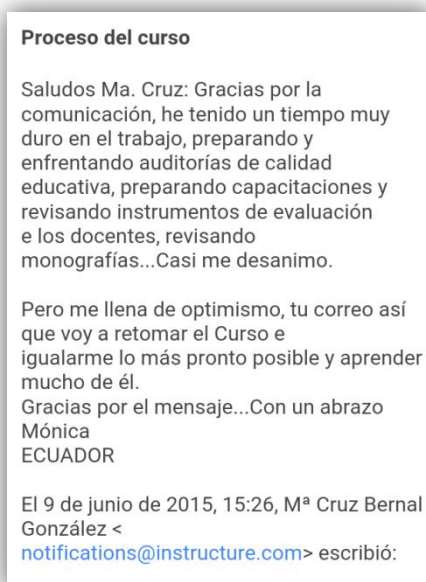 Proceso del curso
Saludos Ma. Cruz: Gracias por la
comunicación, he tenido un tiempo muy
duro en el trabajo, preparando y
enfrentando auditorías de calidad
educativa, preparando capacitaciones y
revisando instrumentos de evaluación
e los docentes, revisando
monografías...Casi me desanimo.
Pero me llena de optimismo, tu correo así
que voy a retomar el Curso e
igualarme lo más pronto posible y aprender
mucho de él.
Gracias por el mensaje...Con un abrazo
Mónica
ECUADOR
El 9 de junio de 2015, 15:26, Mª Cruz Bernal
González <
notifications@instructure.com> escribió: